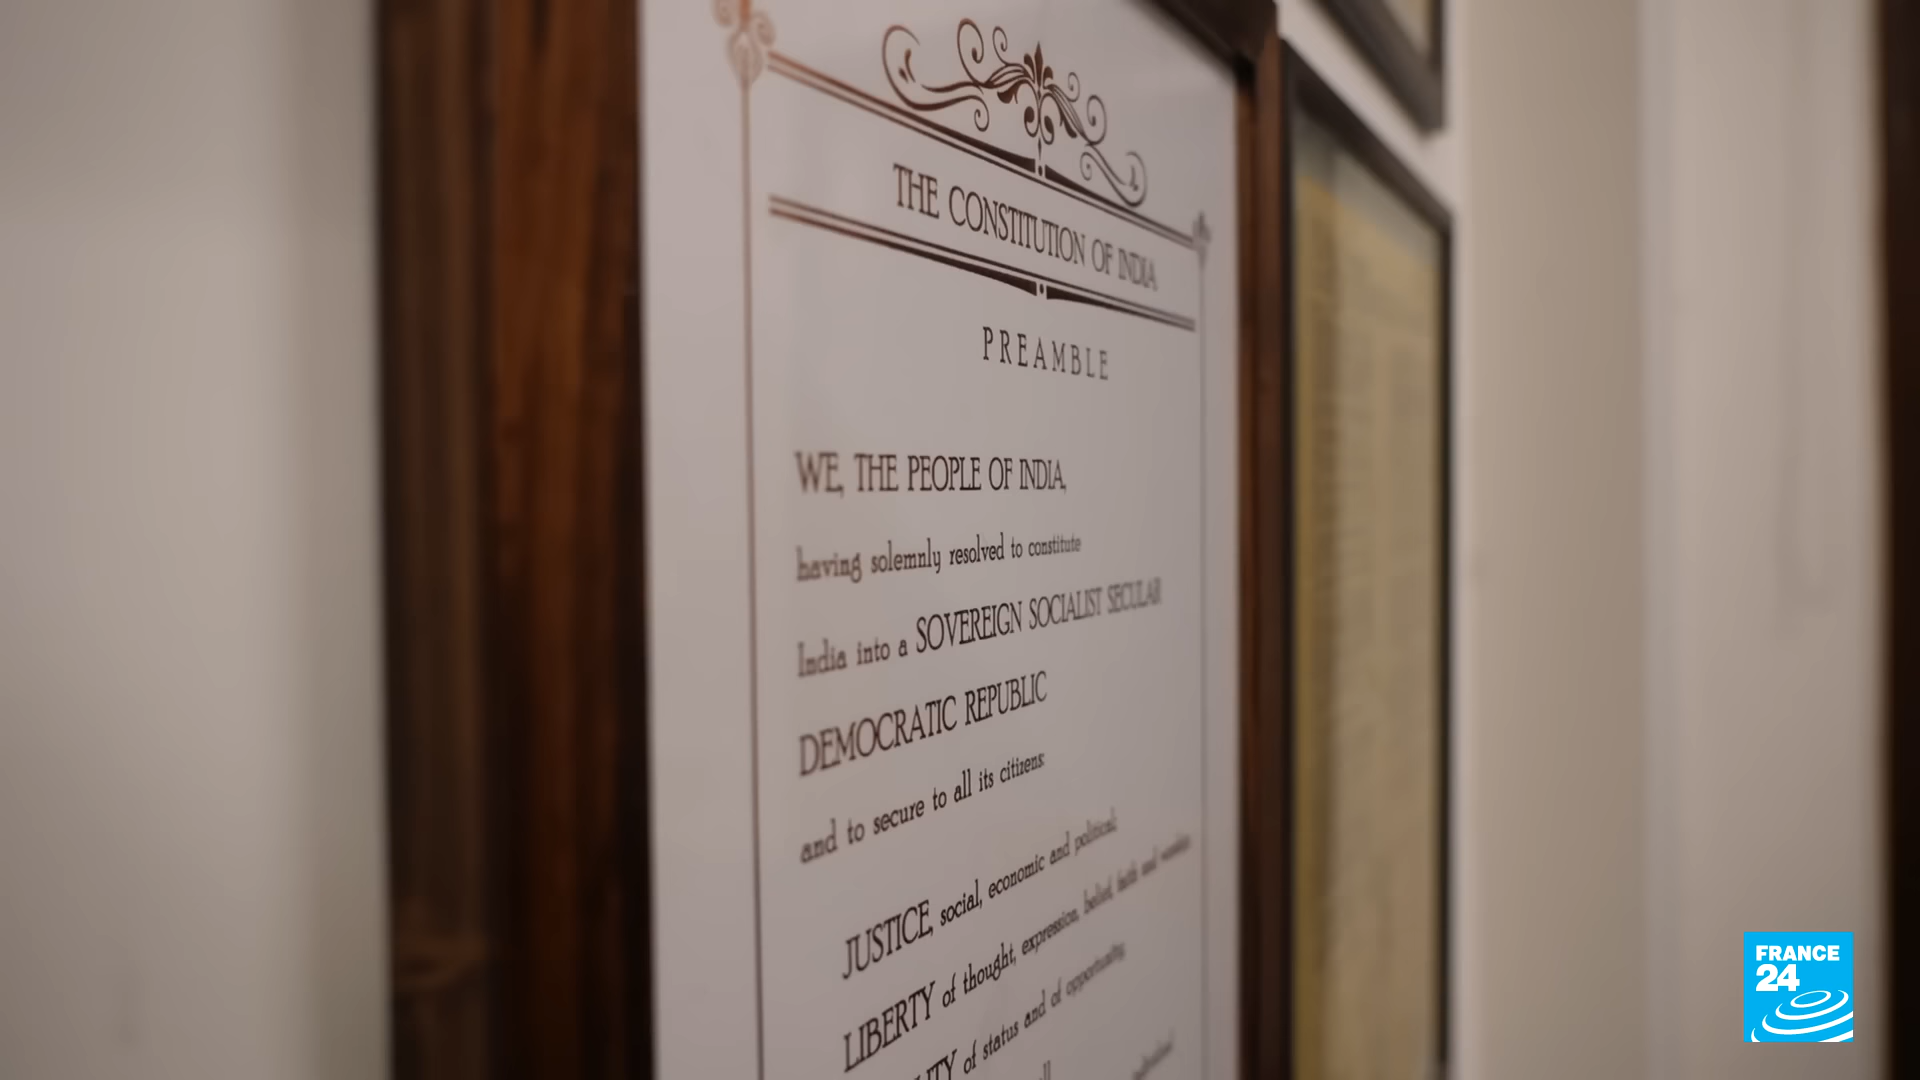 THE CONSTITUTION OF INDIA
PREAMBLE
WE, THE PEOPLE OF INDIA,
having solemnly resolved to constitute
India into a SOVEREIGN SOCIALIST SECULAR
DEMOCRATIC REPUBLIC
and to secure to all its citizens:
JUSTICE, social, economic and political;
LIBERTY of thought, expression, belief, faith and worship;
of status and of opportunity;
FRANCE
24